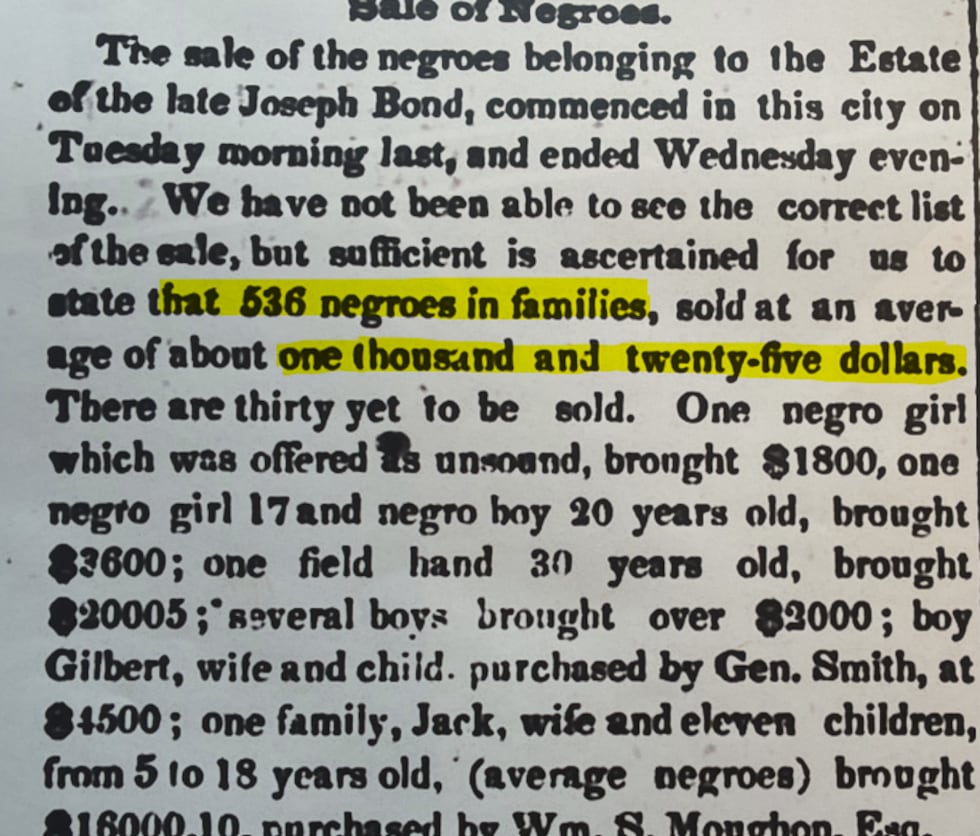 Sale of Negroes.
The sale of the negroes belonging to the Estate
of the late Joseph Bond, commenced in this city on
Tuesday morning last, and ended Wednesday even-
ing. We have not been able to see the correct list
of the sale, but sufficient is ascertained for us to
state that 536 negroes in families, sold at an aver-
age of about one thousand and twenty-five dollars.
There are thirty yet to be sold. One negro girl
which was offered as unsound, brought $1800, one
negro girl 17 and negro boy 20 years old, brought
$3600; one field hand 30 years old, brought
$20005; several boys brought over $2000; boy
Gilbert, wife and child. purchased by Gen. Smith, at
$4500; one family, Jack, wife and eleven children,
from 5 to 18 years old, (average negroes) brought
$16000,10, purchased by Wm. S. Moughon, Esq.